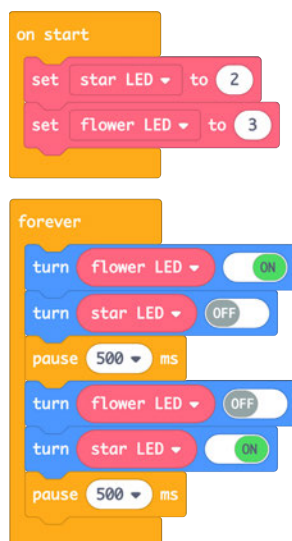 on start
set star LED to 2
set flower LED to 3
forever
turn flower LED ON
turn star LED OFF
pause 500 ms
turn flower LED OFF
turn star LED ON
pause 500 ms